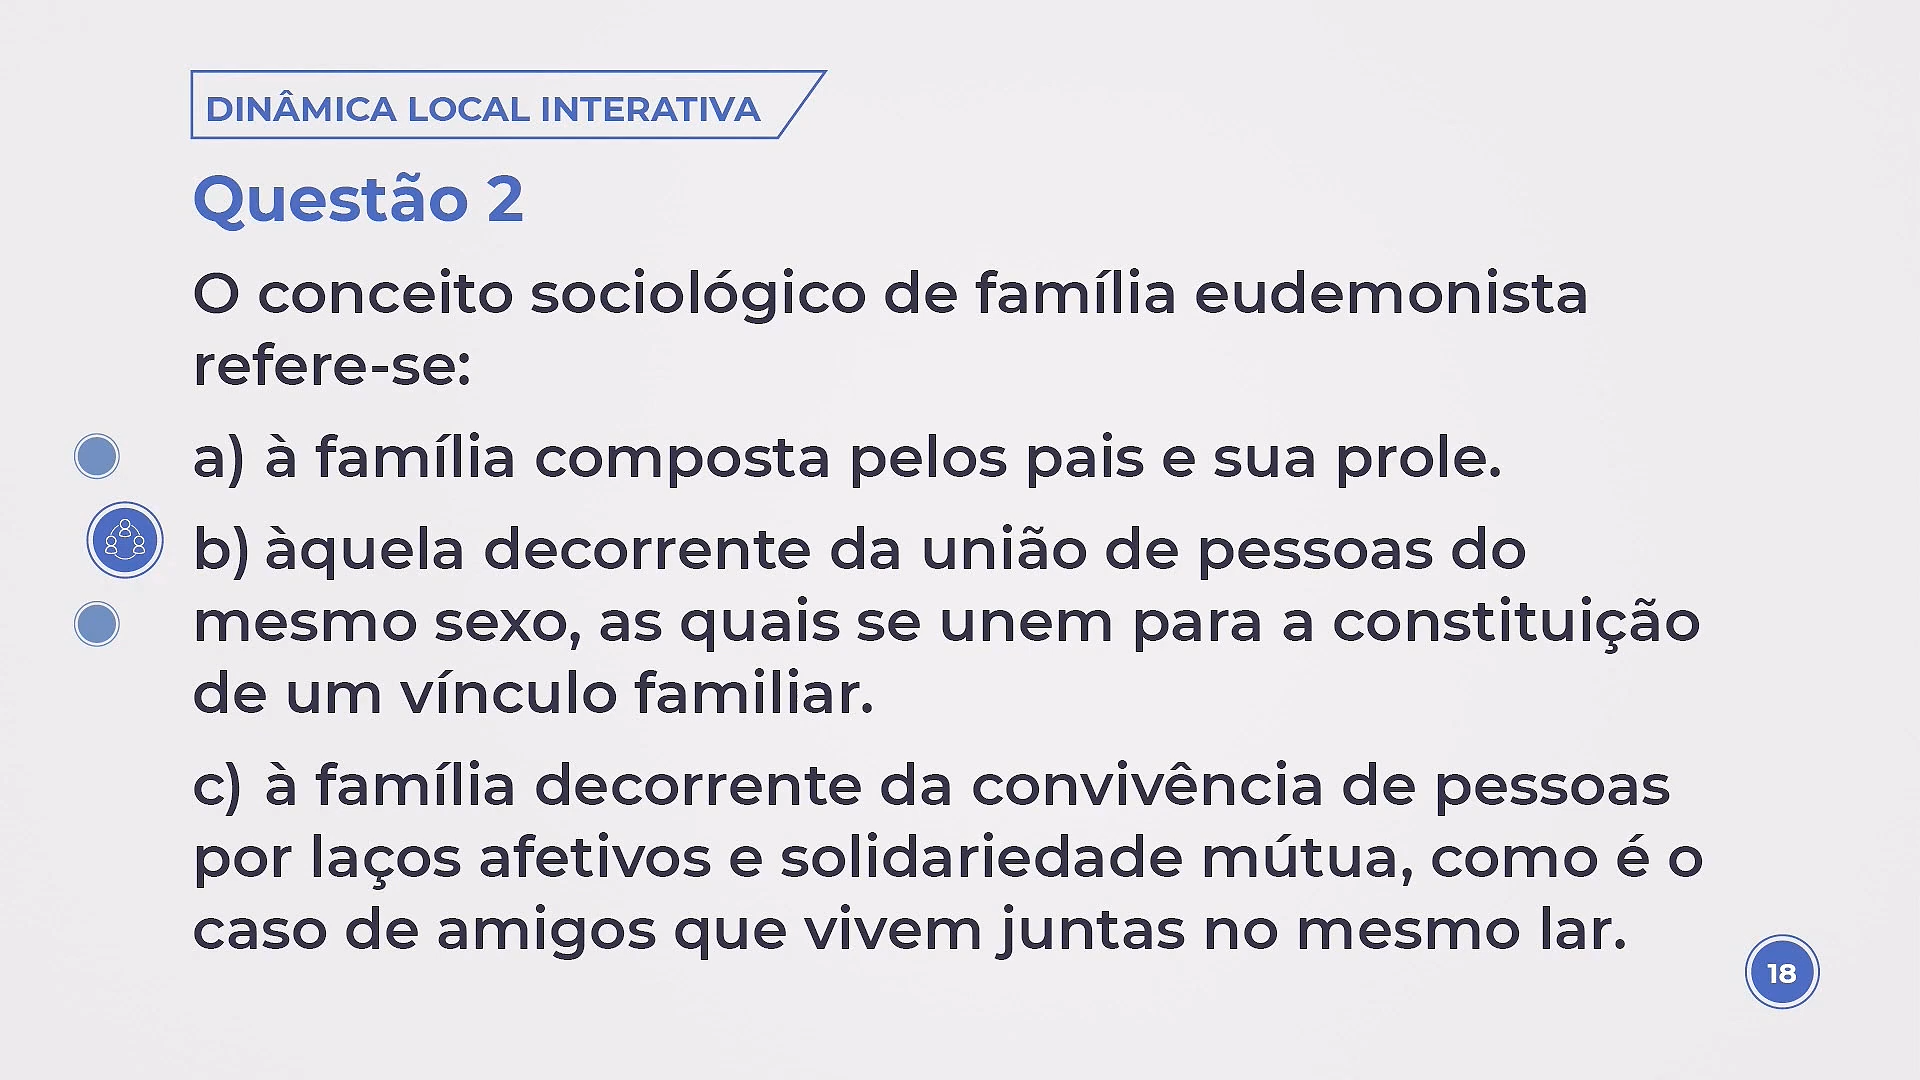 DINÂMICA LOCAL INTERATIVA
Questão 2
O conceito sociológico de família eudemonista
refere-se:
a) à família composta pelos pais e sua prole.
b) àquela decorrente da união de pessoas do
mesmo sexo, as quais se unem para a constituição
de um vínculo familiar.
c) à família decorrente da convivência de pessoas
por laços afetivos e solidariedade mútua, como é o
caso de amigos que vivem juntas no mesmo lar.
18